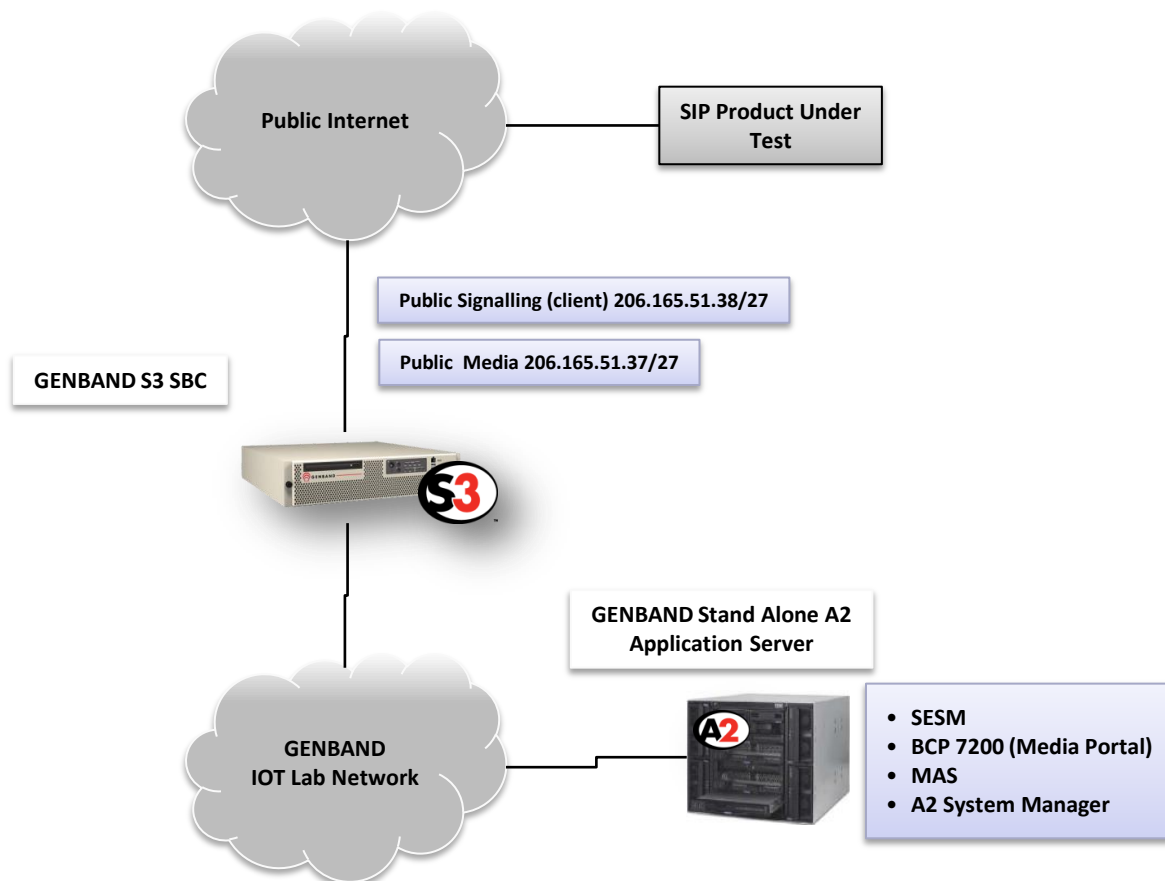 Public Internet
SIP Product Under
Test
Public Signalling (client) 206.165.51.38/27
Public  Media 206.165.51.37/27
GENBAND S3 SBC
GENBAND
S3
GENBAND Stand Alone A2
Application Server
A2
• SESM
• BCP 7200 (Media Portal)
• MAS
• A2 System Manager
GENBAND
IOT Lab Network